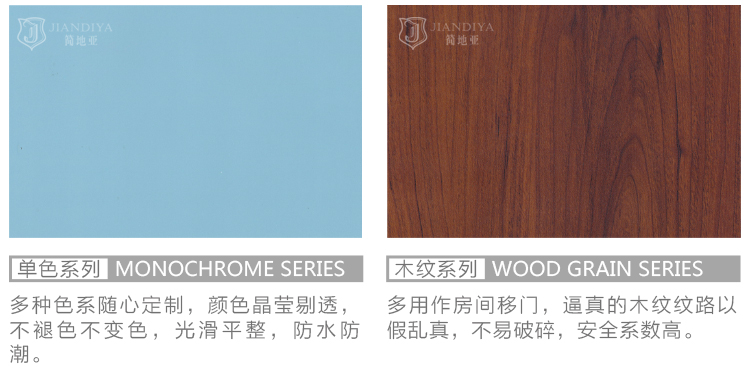 JIANDIYA
简地亚
单色系列 MONOCHROME SERIES
多种色系随心定制，颜色晶莹剔透，
不褪色不变色，光滑平整，防水防
潮。
JIANDIYA
简地亚
木纹系列 WOOD GRAIN SERIES
多用作房间移门，逼真的木纹纹路以
假乱真，不易破碎，安全系数高。